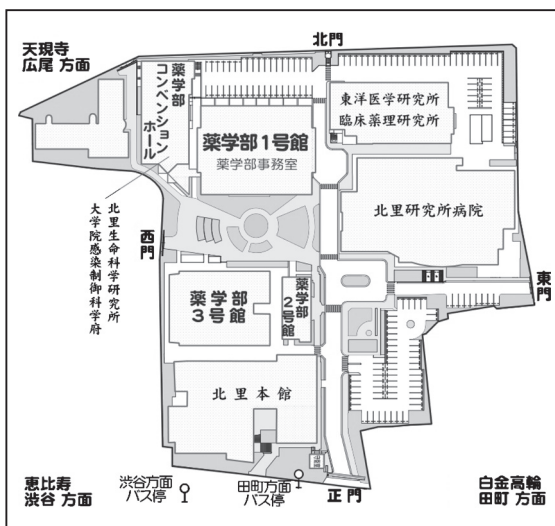 天現寺
広尾 方面
北門
薬学部
コンベンション
ホール
東洋医学研究所
臨床薬理研究所
薬学部1号館
薬学部事務室
北里研究所病院
北里生命科学研究所
大学院感染制御科学府
西門
東門
薬学部
3号館
薬学部
2号館
北里本館
恵比寿
渋谷 方面
渋谷方面
バス停
田町方面
バス停
正門
白金高輪
田町 方面